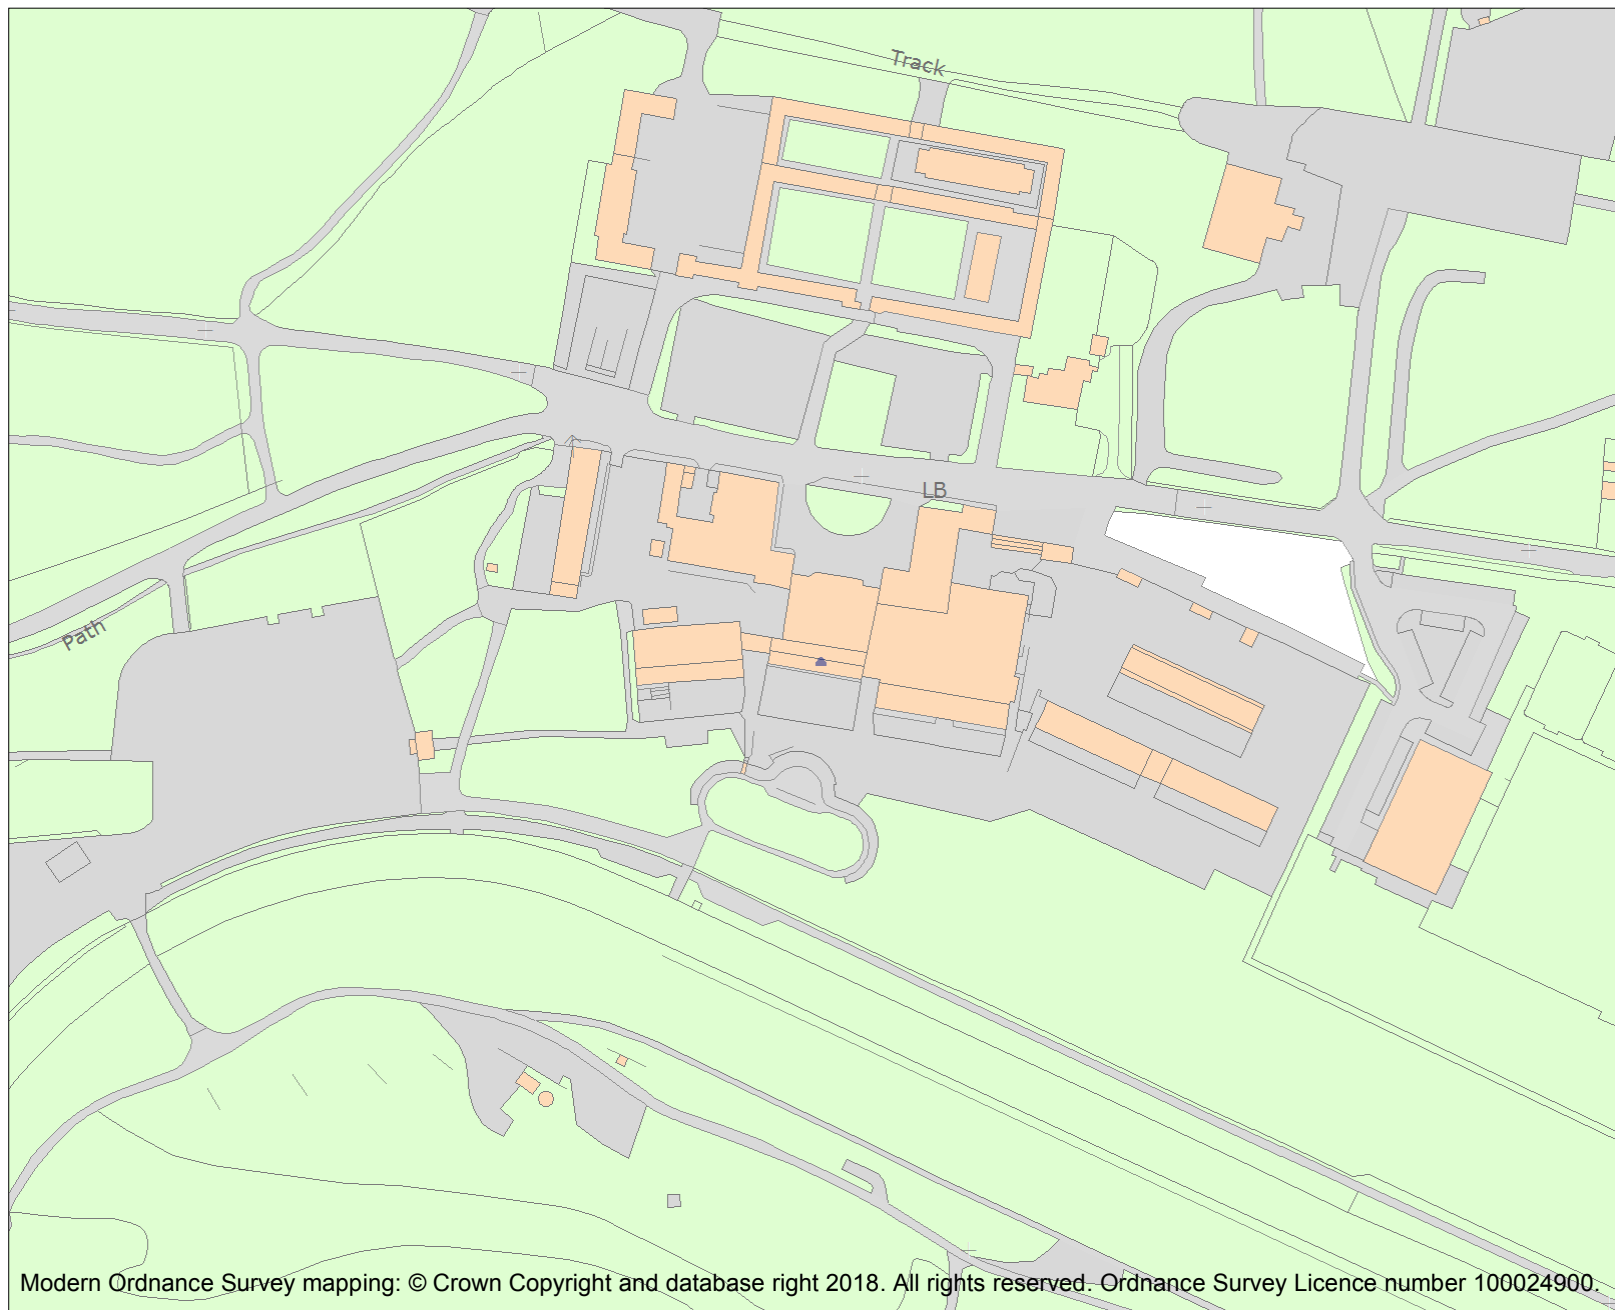 Track
LB
Path
Modern Ordnance Survey mapping: © Crown Copyright and database right 2018. All rights reserved. Ordnance Survey Licence number 100024900.